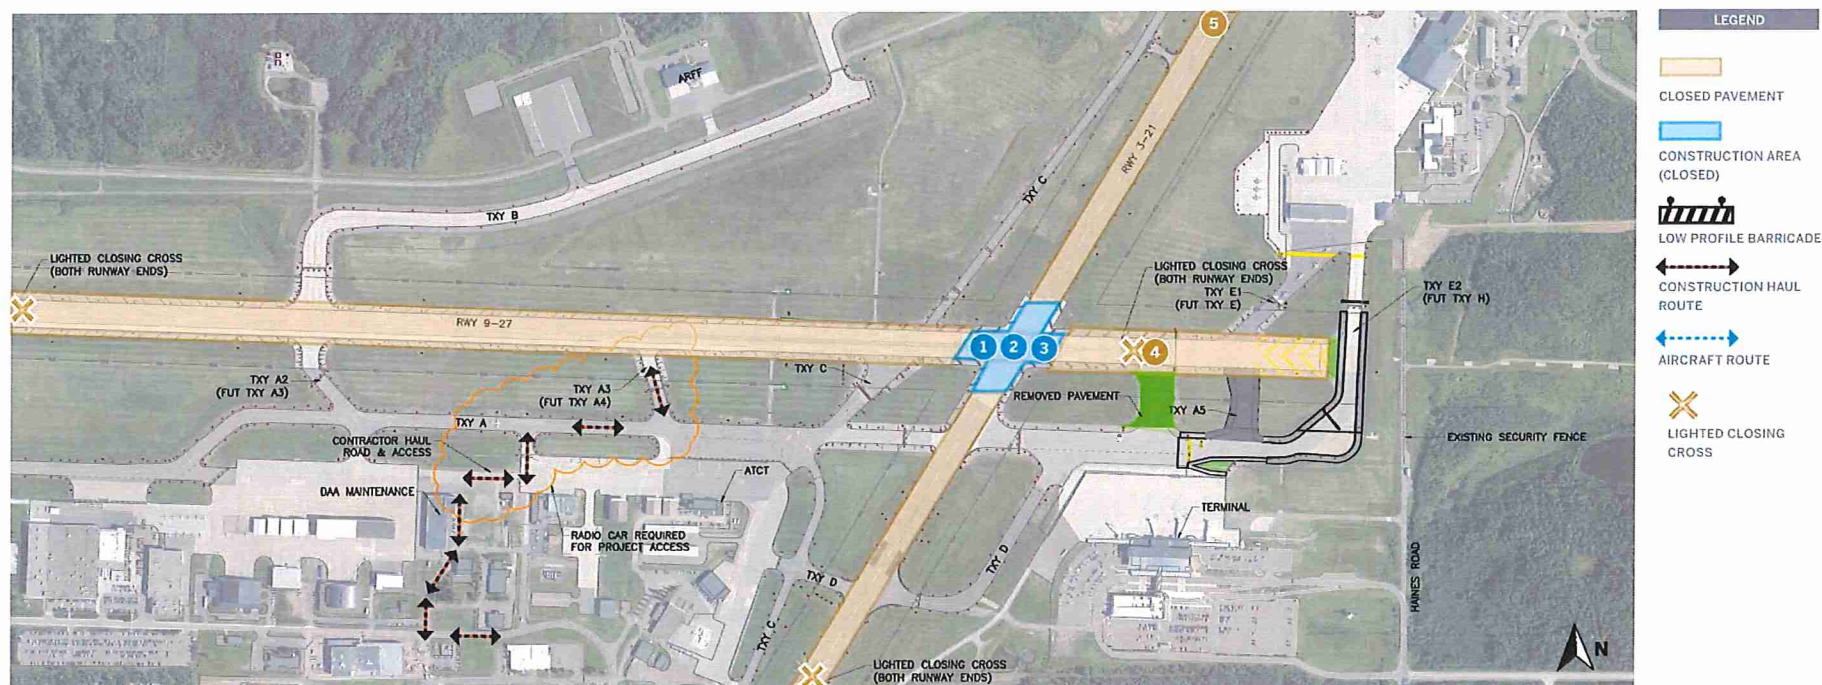 5
LEGEND
CLOSED PAVEMENT
CONSTRUCTION AREA
(CLOSED)
LOW PROFILE BARRICADE
CONSTRUCTION HAUL
ROUTE
AIRCRAFT ROUTE
LIGHTED CLOSING
CROSS
ARFF
RWY 3-21
TXY C
TXY B
LIGHTED CLOSING CROSS
(BOTH RUNWAY ENDS)
LIGHTED CLOSING CROSS
(BOTH RUNWAY ENDS)
TXY E1
(FUT TXY E)
TXY E2
(FUT TXY H)
RWY 9-27
1
2
3
4
TXY A2
(FUT TXY A3)
TXY A3
(FUT TXY A4)
TXY C
REMOVED PAVEMENT
TXY A5
TXY A
CONTRACTOR HAUL
ROAD & ACCESS
EXISTING SECURITY FENCE
ATCT
DAA MAINTENANCE
TERMINAL
RADIO CAR REQUIRED
FOR PROJECT ACCESS
TXY D
TXY D
HAINES ROAD
TXY C
N
LIGHTED CLOSING CROSS
(BOTH RUNWAY ENDS)